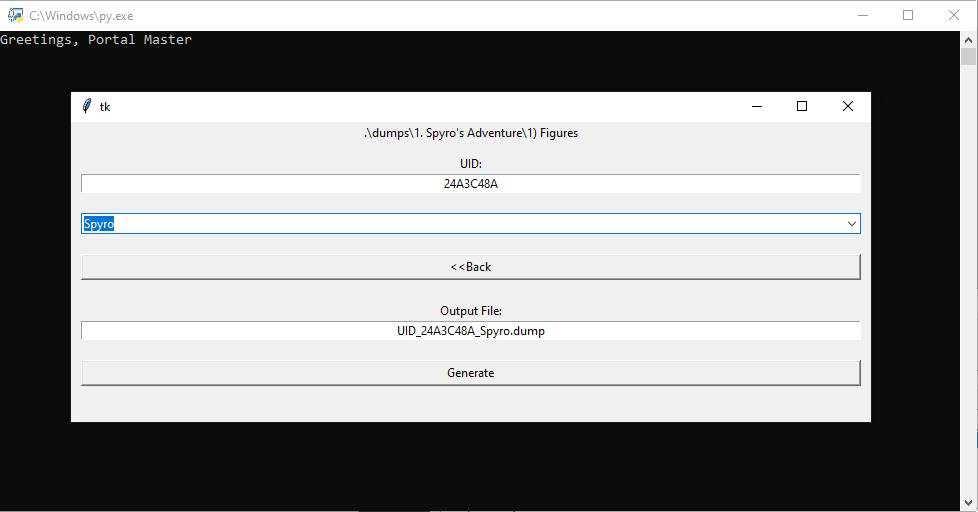 C:\Windows\py.exe
Greetings, Portal Master
tk
.\dumps\1. Spyro's Adventure\1) Figures
UID:
24A3C48A
Spyro
<<Back
Output File:
UID_24A3C48A_Spyro.dump
Generate